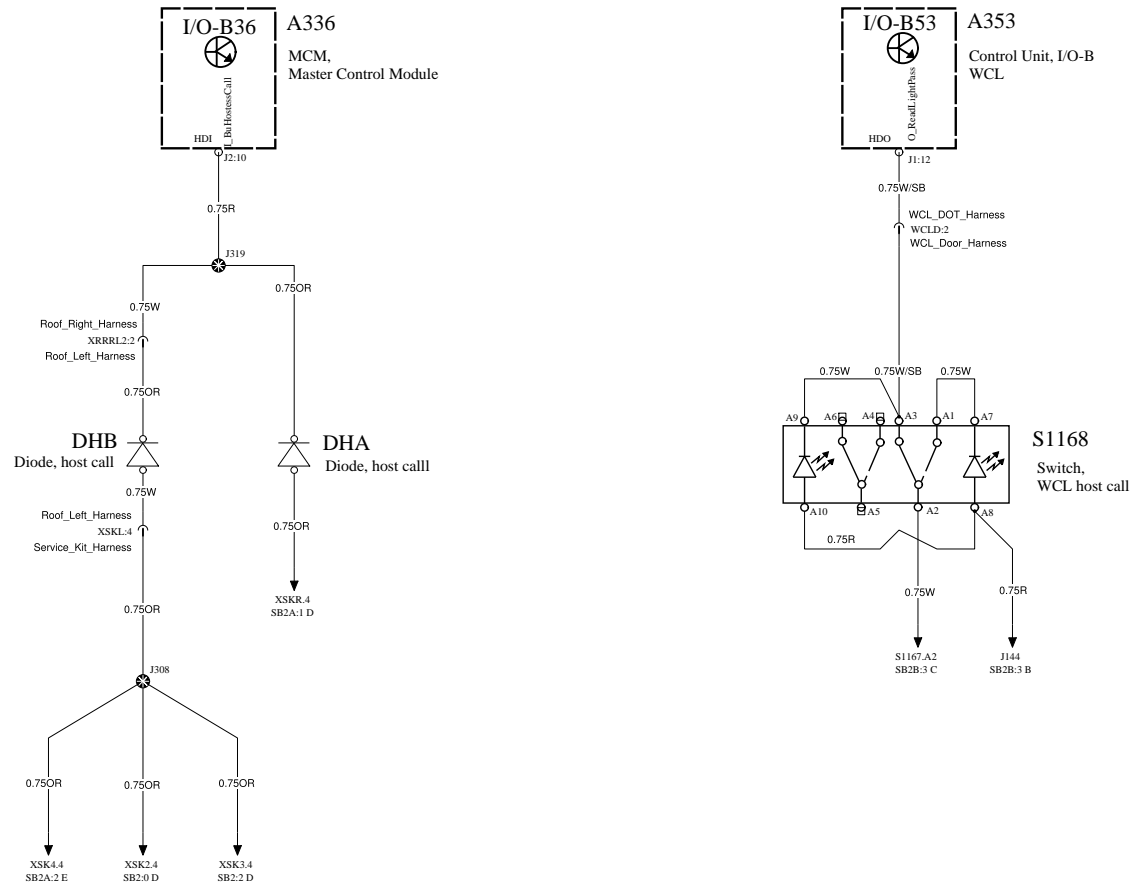 I/O-B36
A336
MCM,
Master Control Module
I_BuHostessCall
HDI
J2:10
0.75R
J319
0.75W
0.75OR
Roof_Right_Harness
XRRRL2:2
Roof_Left_Harness
0.75OR
DHB
Diode, host call
DHA
Diode, host calll
0.75W
Roof_Left_Harness
XSKL:4
Service_Kit_Harness
0.75OR
XSKR.4
SB2A:1 D
0.75OR
J308
0.75OR
0.75OR
0.75OR
XSK4.4
SB2A:2 E
XSK2.4
SB2:0 D
XSK3.4
SB2:2 D
I/O-B53
A353
Control Unit, I/O-B
WCL
O_ReadLightPass
HDO
J1:12
0.75W/SB
WCL_DOT_Harness
WCLD:2
WCL_Door_Harness
0.75W
0.75W/SB
0.75W
A9
A6
A4
A3
A1
A7
S1168
Switch,
WCL host call
A10
A5
A2
A8
0.75R
0.75W
0.75R
S1167.A2
SB2B:3 C
J144
SB2B:3 B